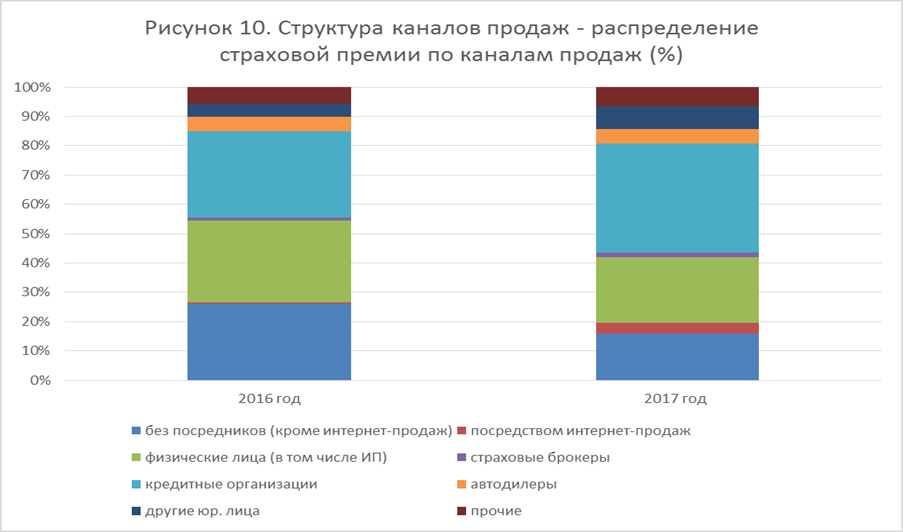 Рисунок 10. Структура каналов продаж - распределение
страховой премии по каналам продаж (%)
100%
90%
80%
70%
60%
50%
40%
30%
20%
10%
0%
2016 год
2017 год
без посредников (кроме интернет-продаж)
посредством интернет-продаж
физические лица (в том числе ИП)
страховые брокеры
кредитные организации
автодилеры
другие юр. лица
прочие